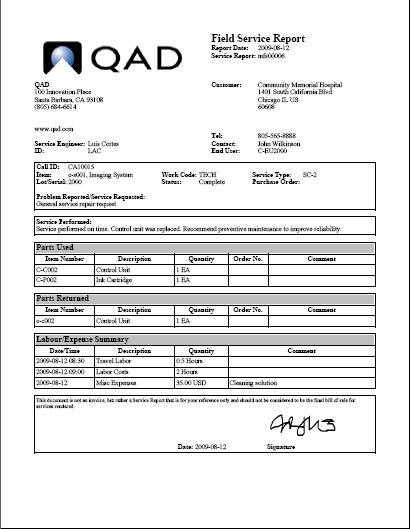 QAD
Field Service Report
Report Date: 2009-08-12
Service Report: mfs00006
QAD
100 Innovation Place
Santa Barbara, CA 93108
(805) 684-6614
www.qad.com
Customer: Community Memorial Hospital
1401 South California Blvd
Chicago IL US
60608
Tel: 805-565-8888
Service Engineer: Luis Cortes
Contact: John Wilkinson
ID: LAC
End User: C-EU2000
Call ID: CA10015
Item: c-s001, Imaging System Work Code: TECH Service Type: SC-2
Lot/Serial: 2000 Status: Complete Purchase Order:
Problem Reported/Service Requested:
General service repair request
Service Performed:
Service performed on time. Control unit was replaced. Recommend preventive maintenance to improve reliability.
Parts Used
Item Number Description Quantity Order No. Comment
C-C002 Control Unit 1 EA
C-P002 Ink Cartridge 1 EA
Parts Returned
Item Number Description Quantity Order No. Comment
c-c002 Control Unit 1 EA
Labour/Expense Summary
Date/Time Description Quantity Comment
2009-08-12 08:30 Travel Labor 0.5 Hours
2009-08-12 09:00 Labor Costs 2 Hours
2009-08-12 Misc Expenses 35.00 USD Cleaning solution
This document is not an invoice, but rather a Service Report that is for your reference only and should not be considered to be the final bill of sale for
services rendered.
Date: 2009-08-12 Signature